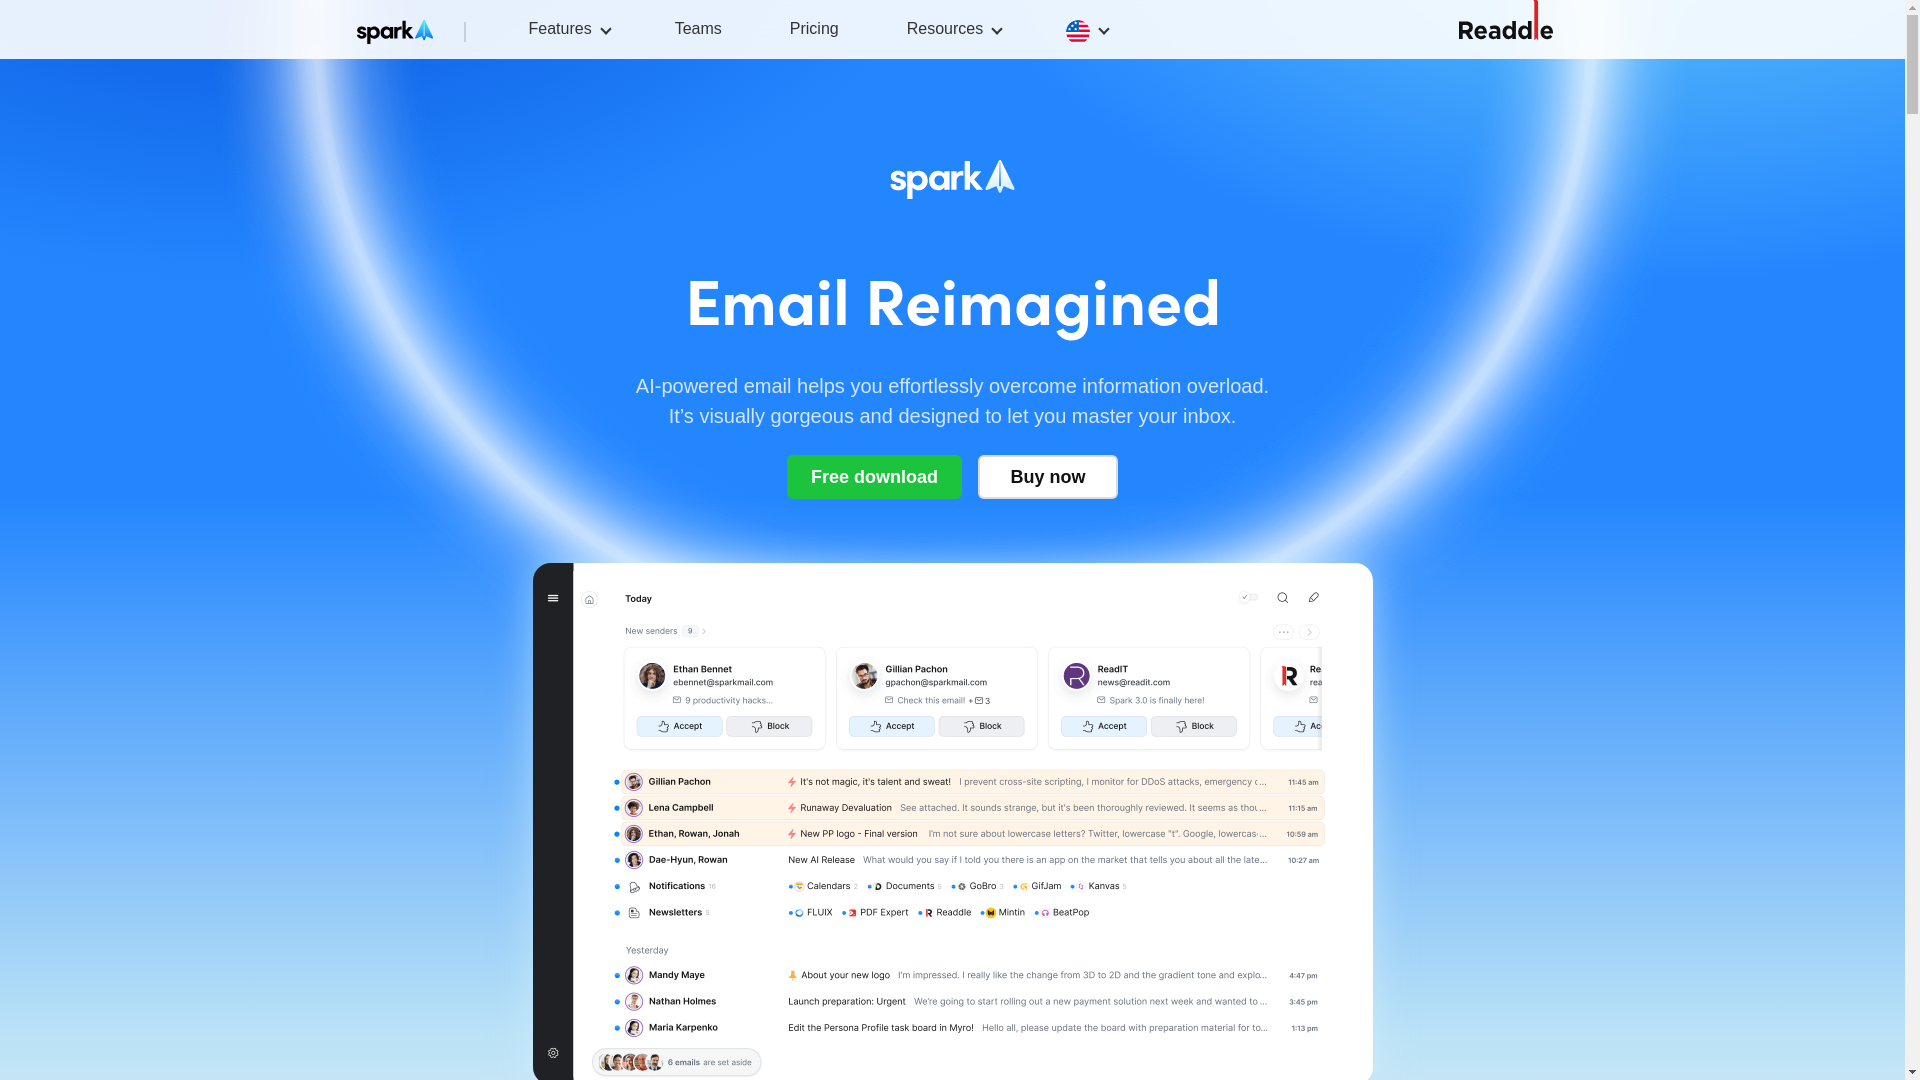 spark Features Teams Pricing Resources Readdle
spark
Email Reimagined
AI-powered email helps you effortlessly overcome information overload.
It's visually gorgeous and designed to let you master your inbox.
Free download Buy now
Today
New senders 9
Ethan Bennet
ebennet@sparkmail.com
9 productivity hacks...
Accept Block
Gillian Pachon
gpachon@sparkmail.com
Check this email! + 3
Accept Block
ReadIT
news@readit.com
Spark 3.0 is finally here!
Accept Block
Re
rea
Ac
Gillian Pachon It's not magic, it's talent and sweat! I prevent cross-site scripting, I monitor for DDoS attacks, emergency c... 11:45 am
Lena Campbell Runaway Devaluation See attached. It sounds strange, but it's been thoroughly reviewed. It seems as thou... 11:15 am
Ethan, Rowan, Jonah New PP logo - Final version I'm not sure about lowercase letters? Twitter, lowercase "t". Google, lowercas... 10:59 am
Dae-Hyun, Rowan New AI Release What would you say if I told you there is an app on the market that tells you about all the late... 10:27 am
Notifications 16 Calendars 2 Documents 5 GoBro 3 GifJam Kanvas 5
Newsletters 5 FLUIX PDF Expert Readdle Mintin BeatPop
Yesterday
Mandy Maye About your new logo I'm impressed. I really like the change from 3D to 2D and the gradient tone and explo... 4:47 pm
Nathan Holmes Launch preparation: Urgent We're going to start rolling out a new payment solution next week and wanted to ... 3:45 pm
Maria Karpenko Edit the Persona Profile task board in Myro! Hello all, please update the board with preparation material for to... 1:13 pm
6 emails are set aside